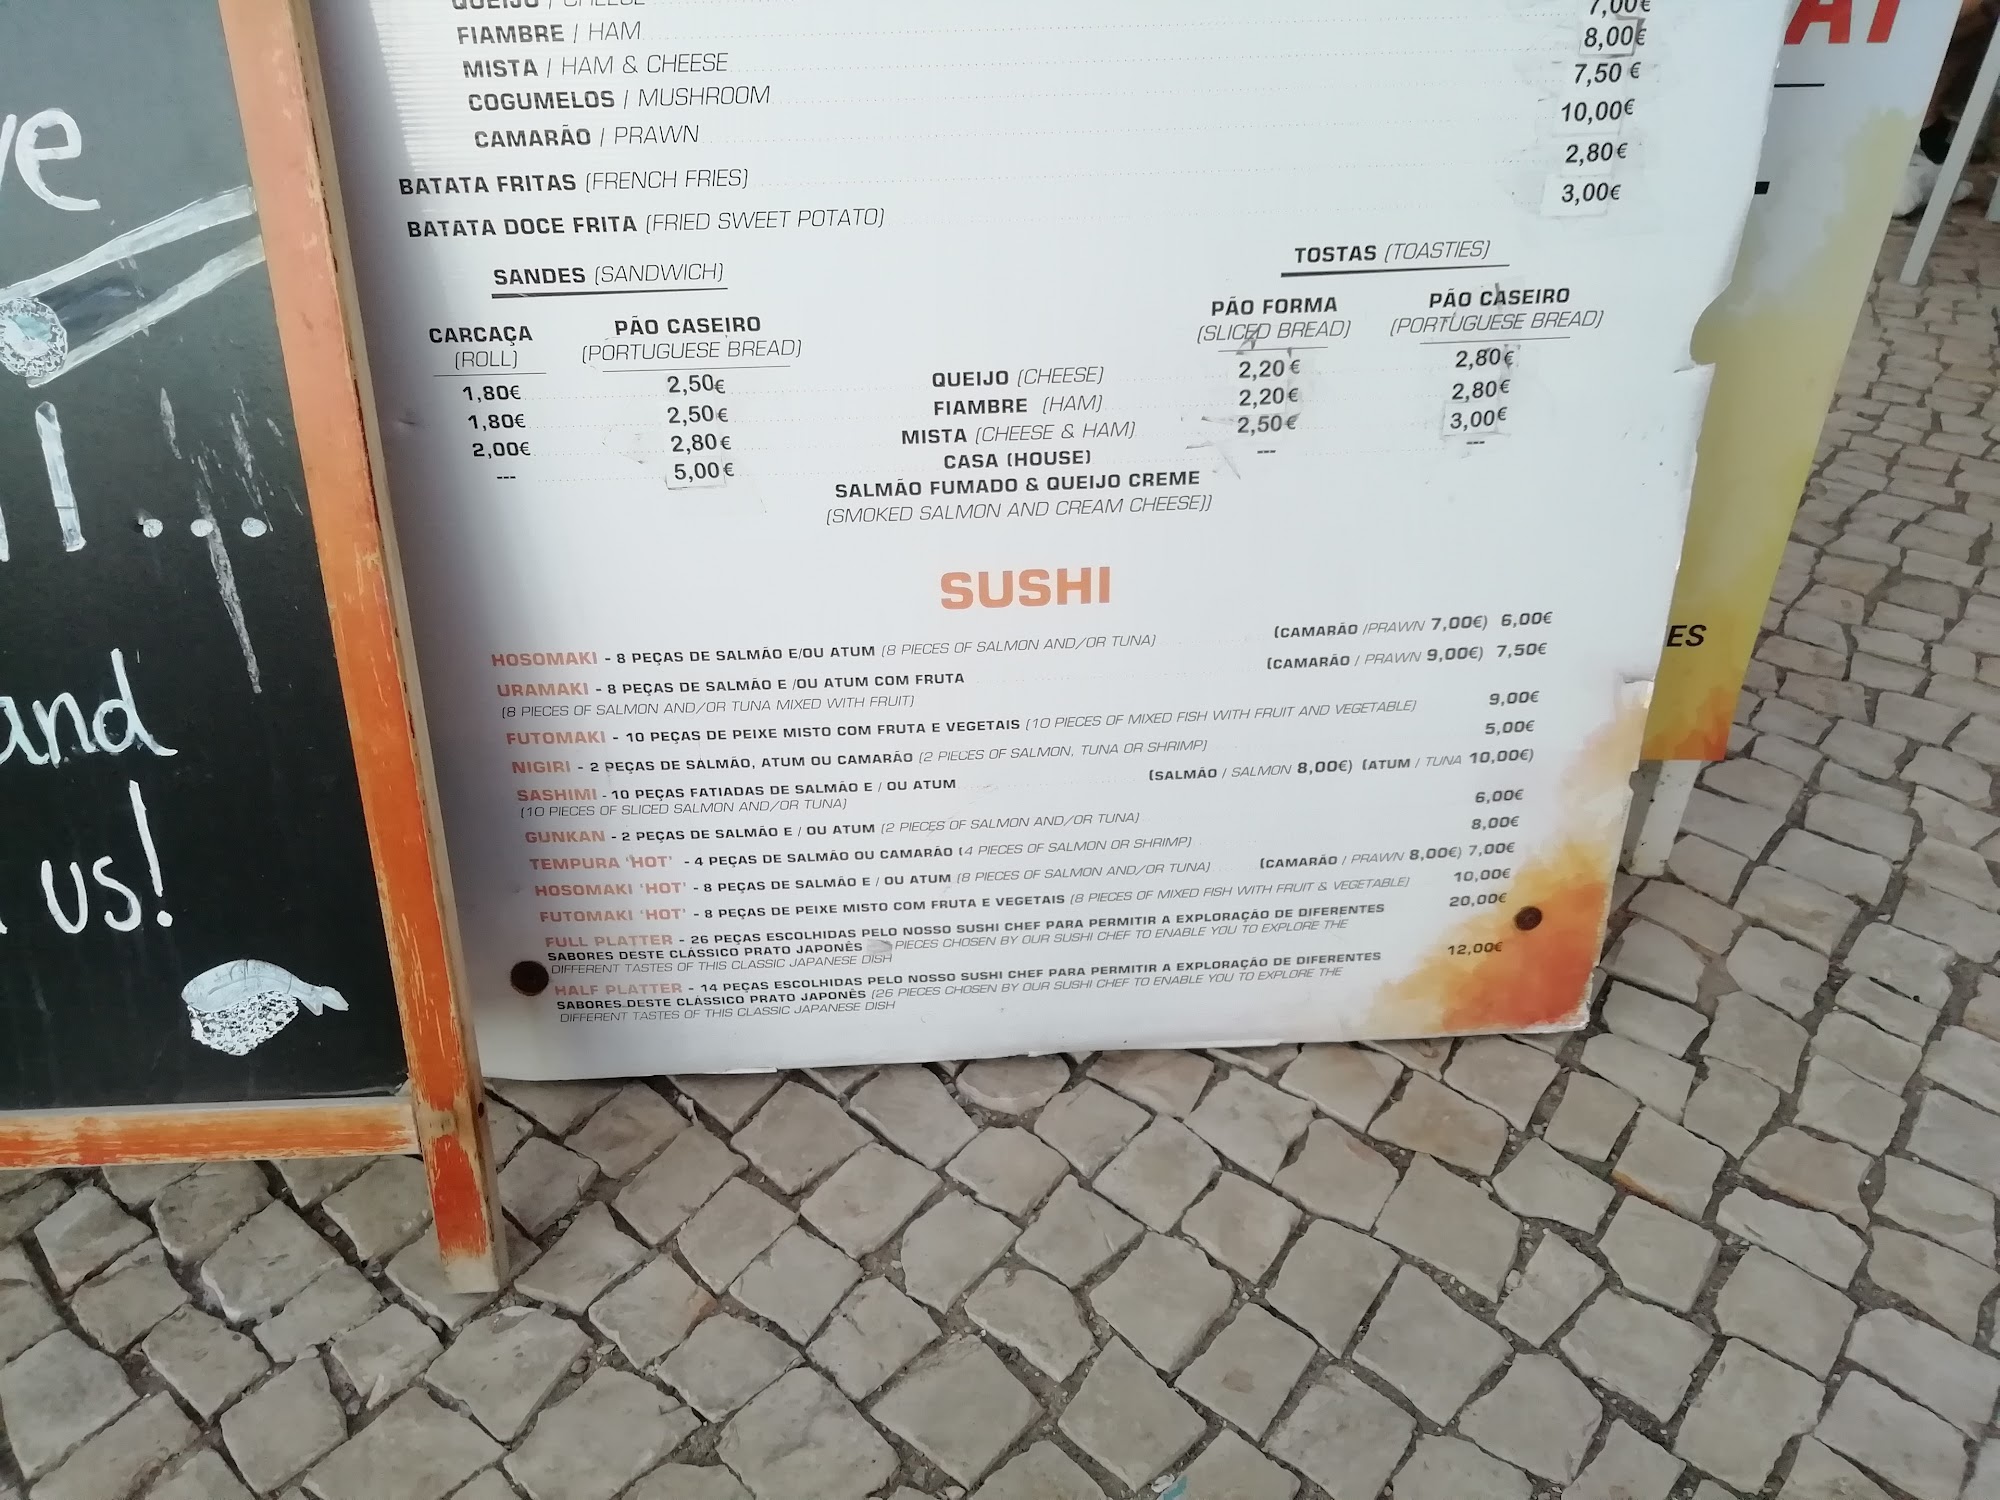 QUEIJO / CHEESE 7,00€
FIAMBRE / HAM 8,00€
MISTA / HAM & CHEESE 7,50 €
COGUMELOS / MUSHROOM 10,00€
CAMARÃO / PRAWN
BATATA FRITAS (FRENCH FRIES) 2,80€
BATATA DOCE FRITA (FRIED SWEET POTATO) 3,00€
SANDES (SANDWICH)
TOSTAS (TOASTIES)
CARCAÇA PÃO CASEIRO PÃO FORMA PÃO CASEIRO
(ROLL) (PORTUGUESE BREAD) (SLICED BREAD) (PORTUGUESE BREAD)
1,80€ 2,50€ QUEIJO (CHEESE) 2,20 € 2,80€
1,80€ 2,50€ FIAMBRE (HAM) 2,20€ 2,80€
2,00€ 2,80€ MISTA (CHEESE & HAM) 2,50€ 3,00€
--- 5,00€ CASA (HOUSE) --- ---
SALMÃO FUMADO & QUEIJO CREME
(SMOKED SALMON AND CREAM CHEESE))
SUSHI
HOSOMAKI - 8 PEÇAS DE SALMÃO E/OU ATUM (8 PIECES OF SALMON AND/OR TUNA) (CAMARÃO /PRAWN 7,00€) 6,00€
URAMAKI - 8 PEÇAS DE SALMÃO E /OU ATUM COM FRUTA (CAMARÃO / PRAWN 9,00€) 7,50€
(8 PIECES OF SALMON AND/OR TUNA MIXED WITH FRUIT)
FUTOMAKI - 10 PEÇAS DE PEIXE MISTO COM FRUTA E VEGETAIS (10 PIECES OF MIXED FISH WITH FRUIT AND VEGETABLE) 9,00€
NIGIRI - 2 PEÇAS DE SALMÃO, ATUM OU CAMARÃO (2 PIECES OF SALMON, TUNA OR SHRIMP) 5,00€
SASHIMI - 10 PEÇAS FATIADAS DE SALMÃO E / OU ATUM (SALMÃO / SALMON 8,00€) (ATUM / TUNA 10,00€)
(10 PIECES OF SLICED SALMON AND/OR TUNA)
GUNKAN - 2 PEÇAS DE SALMÃO E / OU ATUM (2 PIECES OF SALMON AND/OR TUNA) 6,00€
TEMPURA 'HOT' - 4 PEÇAS DE SALMÃO OU CAMARÃO (4 PIECES OF SALMON OR SHRIMP) 8,00€
HOSOMAKI 'HOT' - 8 PEÇAS DE SALMÃO E / OU ATUM (8 PIECES OF SALMON AND/OR TUNA) (CAMARÃO / PRAWN 8,00€) 7,00€
FUTOMAKI 'HOT' - 8 PEÇAS DE PEIXE MISTO COM FRUTA E VEGETAIS (8 PIECES OF MIXED FISH WITH FRUIT & VEGETABLE) 10,00€
FULL PLATTER - 26 PEÇAS ESCOLHIDAS PELO NOSSO SUSHI CHEF PARA PERMITIR A EXPLORAÇÃO DE DIFERENTES 20,00€
SABORES DESTE CLÁSSICO PRATO JAPONÊS PIECES CHOSEN BY OUR SUSHI CHEF TO ENABLE YOU TO EXPLORE THE
DIFFERENT TASTES OF THIS CLASSIC JAPANESE DISH
HALF PLATTER - 14 PEÇAS ESCOLHIDAS PELO NOSSO SUSHI CHEF PARA PERMITIR A EXPLORAÇÃO DE DIFERENTES 12,00€
SABORES DESTE CLÁSSICO PRATO JAPONÊS (26 PIECES CHOSEN BY OUR SUSHI CHEF TO ENABLE YOU TO EXPLORE THE
DIFFERENT TASTES OF THIS CLASSIC JAPANESE DISH
and
us!